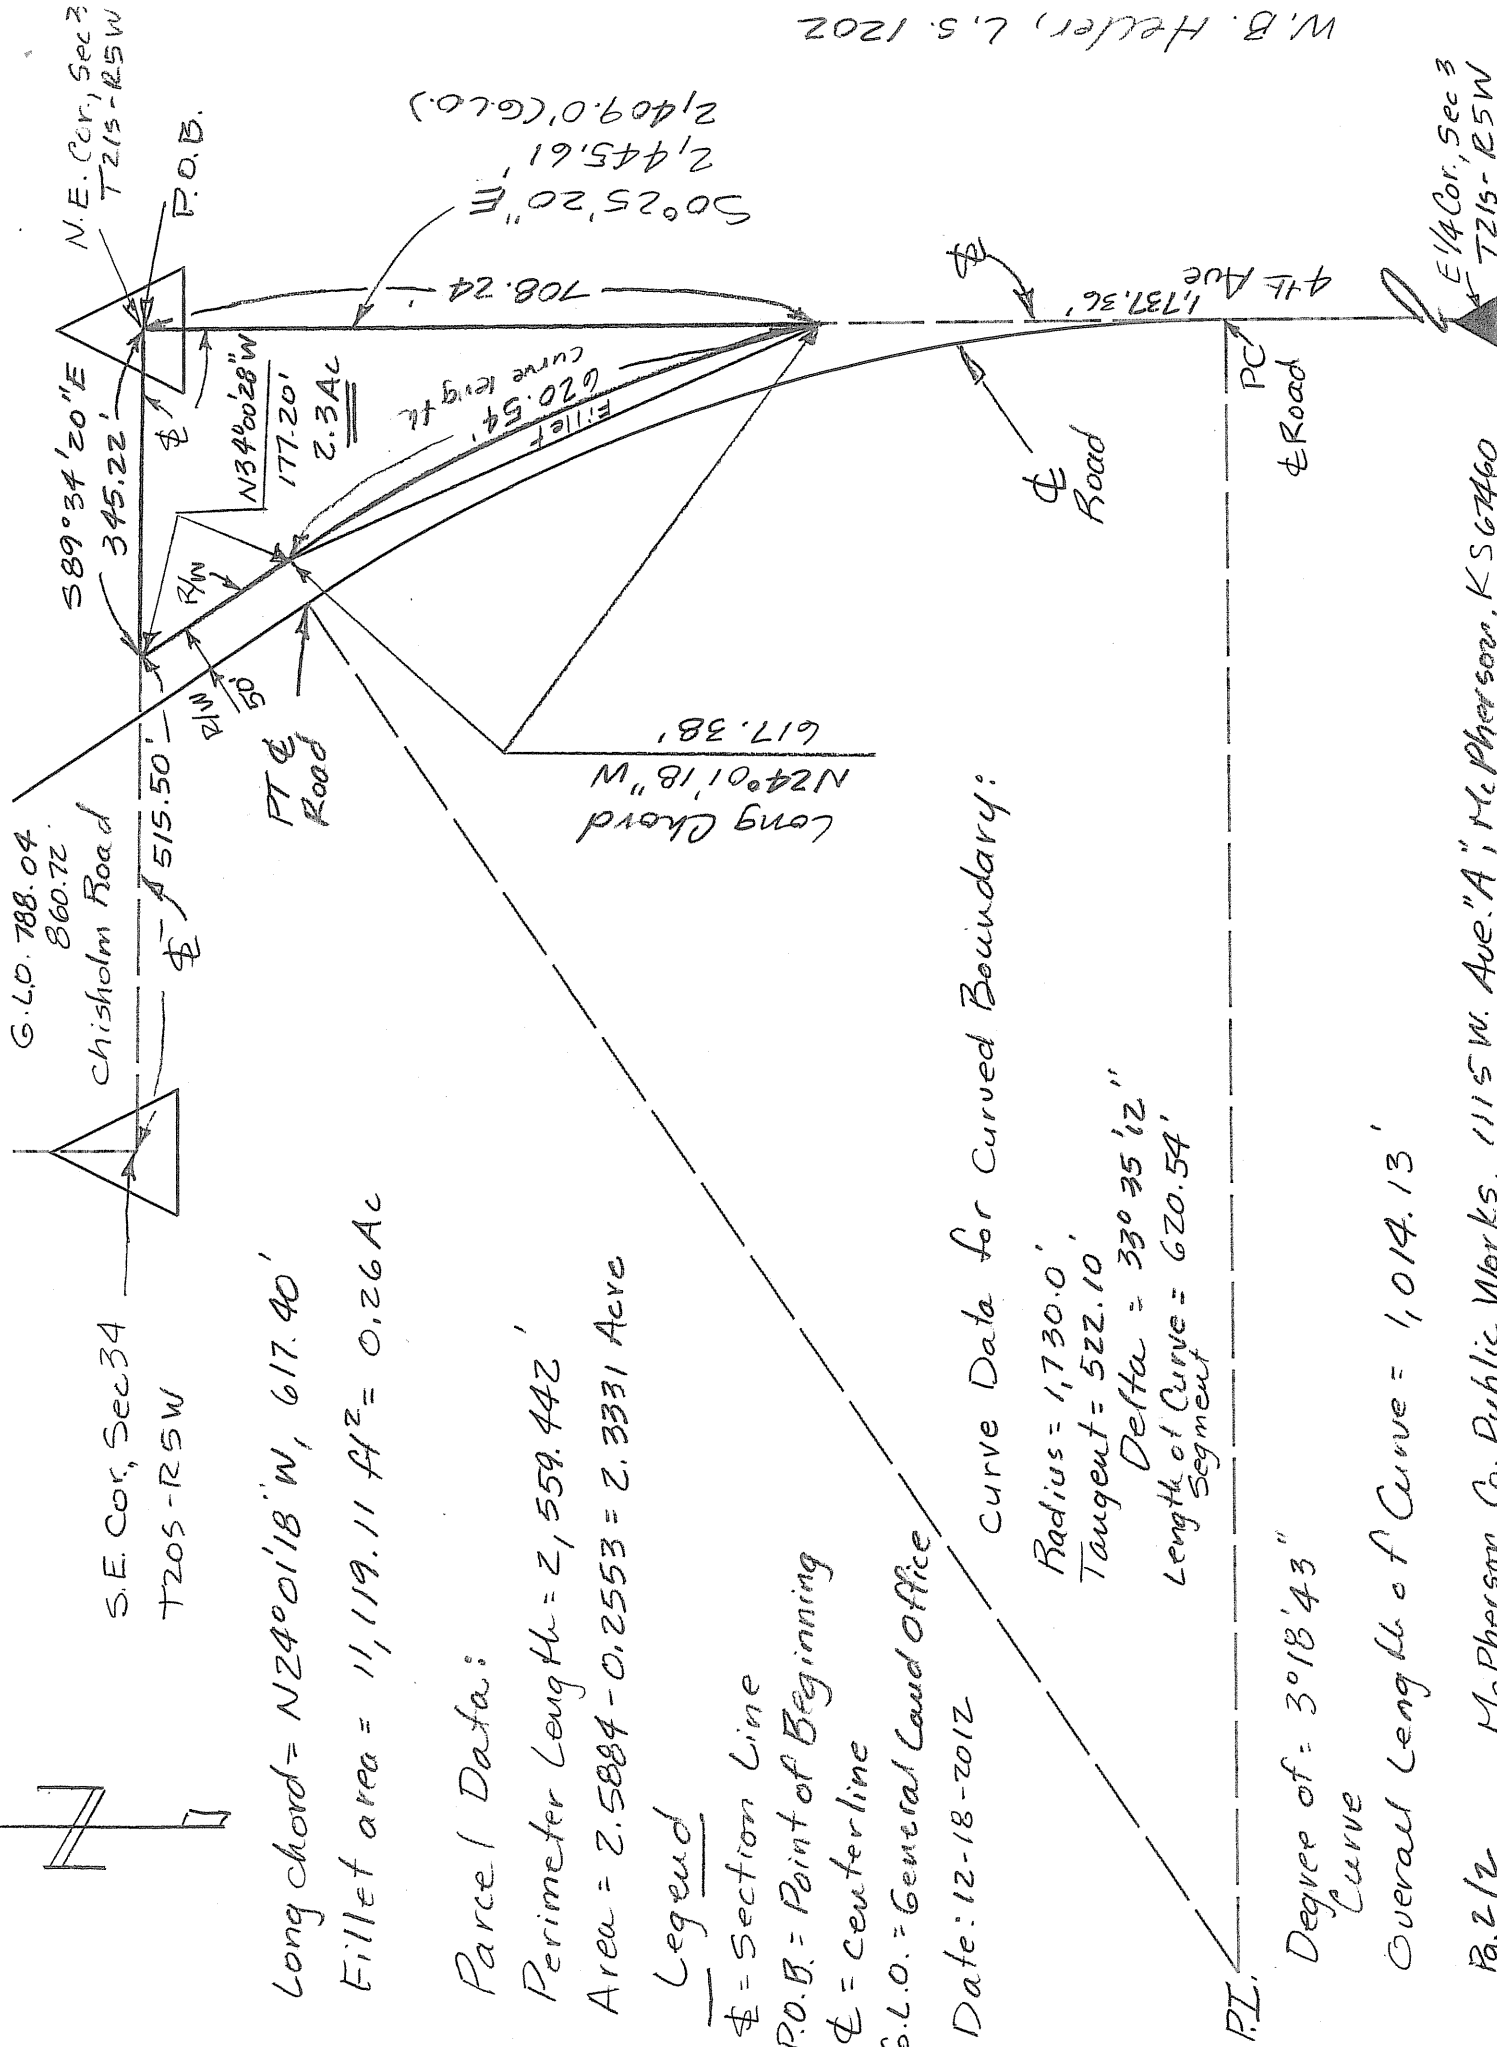 G.L.O. 788.04
860.72'
Chisholm Road
N.E. Cor., Sec 3
T21S-R5W
P.O.B.
S89°34'20"E
345.22'
515.50'
S.E. Cor., Sec 34
T20S-R5W
N34°00'28"W
177.20'
2.3 Ac
R/W
R/W
50'
PT ℄
Road
708.24'
S0°25'20"E
2,445.61'
2,409.0'(G.L.O.)
W.B. Heller, L.S. 1202
620.54'
curve length
Fillet
Long Chord
N24°01'18"W
617.38'
℄
Road
1,737.36'
4th Ave
PC
℄ Road
E 1/4 Cor., Sec 3
T21S-R5W
Long chord = N24°01'18"W, 617.40'
Fillet area = 11,119.11 ft² = 0.26 Ac
Parcel Data:
Perimeter Length = 2,559.442'
Area = 2.5884 - 0.2553 = 2.3331 Acre
Legend
= Section Line
P.O.B. = Point of Beginning
℄ = centerline
G.L.O. = General Land Office
Date: 12-18-2012
Curve Data for Curved Boundary:
Radius = 1,730.0'
Tangent = 522.10'
Delta = 33°35'12"
Length of Curve = 620.54'
Segment
P.I.
Degree of = 3°18'43"
Curve
Overall Length of Curve = 1,014.13'
Pg. 2/2 McPherson Co. Public Works, 1115 W. Ave. "A"; McPherson, KS 67460